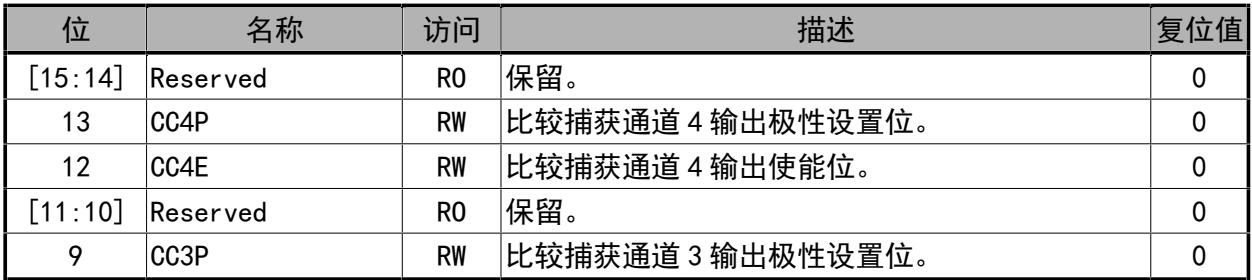 位 名称 访问 描述 复位值
[15:14] Reserved RO 保留。 0
13 CC4P RW 比较捕获通道 4 输出极性设置位。 0
12 CC4E RW 比较捕获通道 4 输出使能位。 0
[11:10] Reserved RO 保留。 0
9 CC3P RW 比较捕获通道 3 输出极性设置位。 0